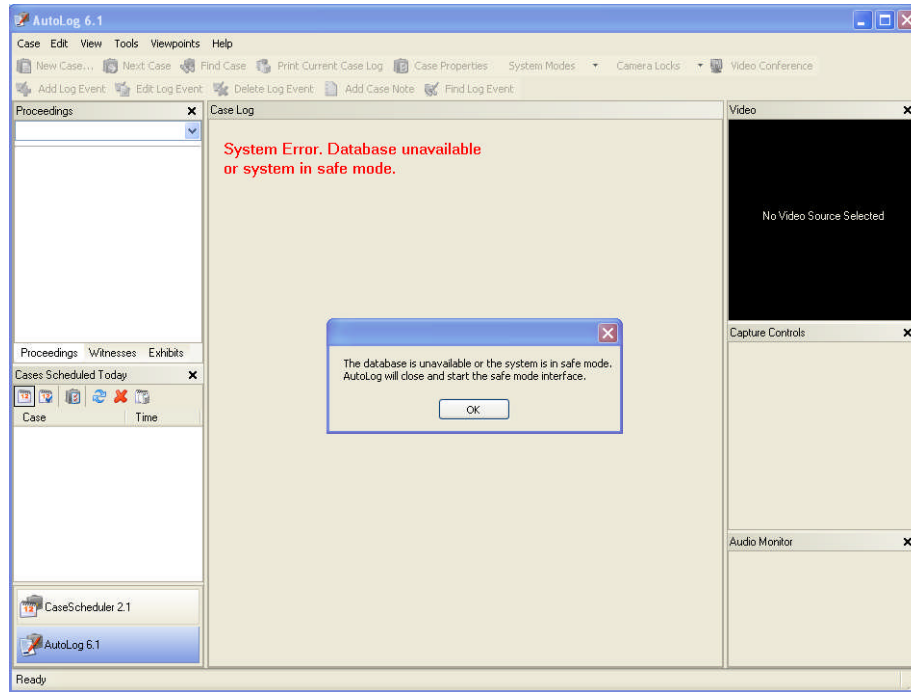 AutoLog 6.1
Case Edit View Tools Viewpoints Help
New Case... Next Case Find Case Print Current Case Log Case Properties System Modes Camera Locks Video Conference
Add Log Event Edit Log Event Delete Log Event Add Case Note Find Log Event
Proceedings
Case Log
System Error. Database unavailable
or system in safe mode.
Video
No Video Source Selected
The database is unavailable or the system is in safe mode.
AutoLog will close and start the safe mode interface.
OK
Capture Controls
Proceedings Witnesses Exhibits
Cases Scheduled Today
Case Time
Audio Monitor
12 CaseScheduler 2.1
AutoLog 6.1
Ready